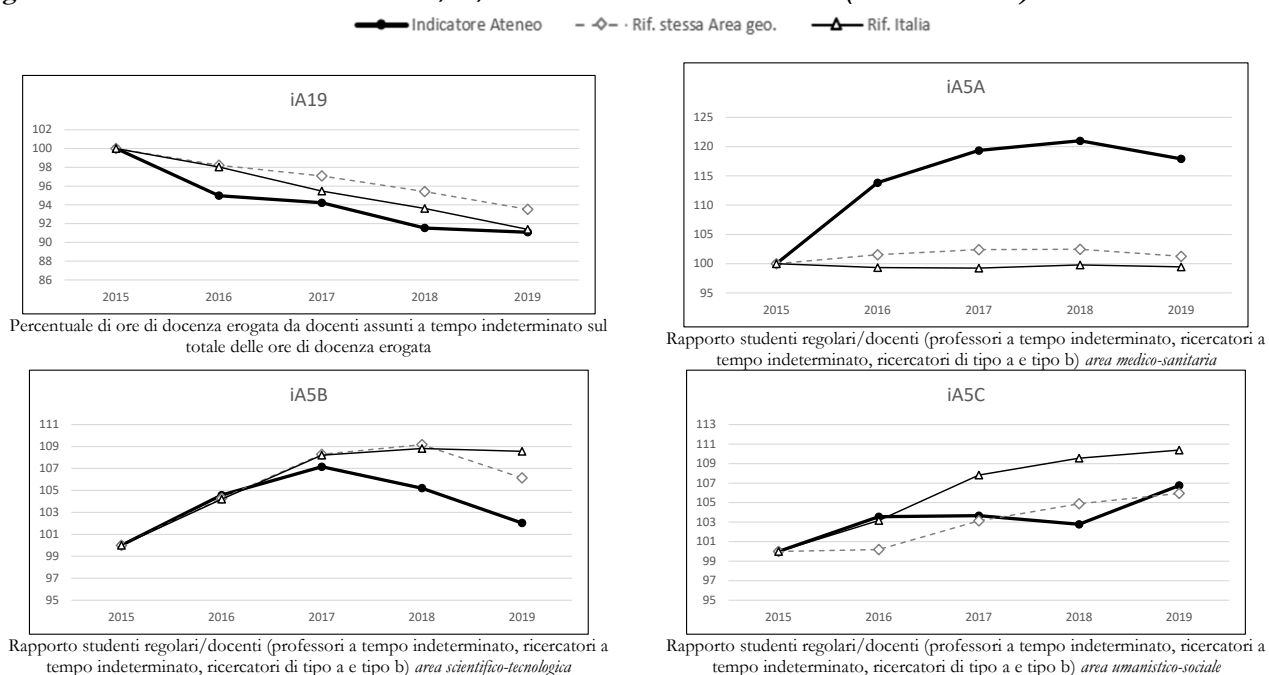 Indicatore Ateneo Rif. stessa Area geo. Rif. Italia
iA19
102
100
98
96
94
92
90
88
86
2015 2016 2017 2018 2019
Percentuale di ore di docenza erogata da docenti assunti a tempo indeterminato sul
totale delle ore di docenza erogata
iA5A
125
120
115
110
105
100
95
2015 2016 2017 2018 2019
Rapporto studenti regolari/docenti (professori a tempo indeterminato, ricercatori a
tempo indeterminato, ricercatori di tipo a e tipo b) area medico-sanitaria
iA5B
111
109
107
105
103
101
99
97
95
2015 2016 2017 2018 2019
Rapporto studenti regolari/docenti (professori a tempo indeterminato, ricercatori a
tempo indeterminato, ricercatori di tipo a e tipo b) area scientifico-tecnologica
iA5C
113
111
109
107
105
103
101
99
97
95
2015 2016 2017 2018 2019
Rapporto studenti regolari/docenti (professori a tempo indeterminato, ricercatori a
tempo indeterminato, ricercatori di tipo a e tipo b) area umanistico-sociale